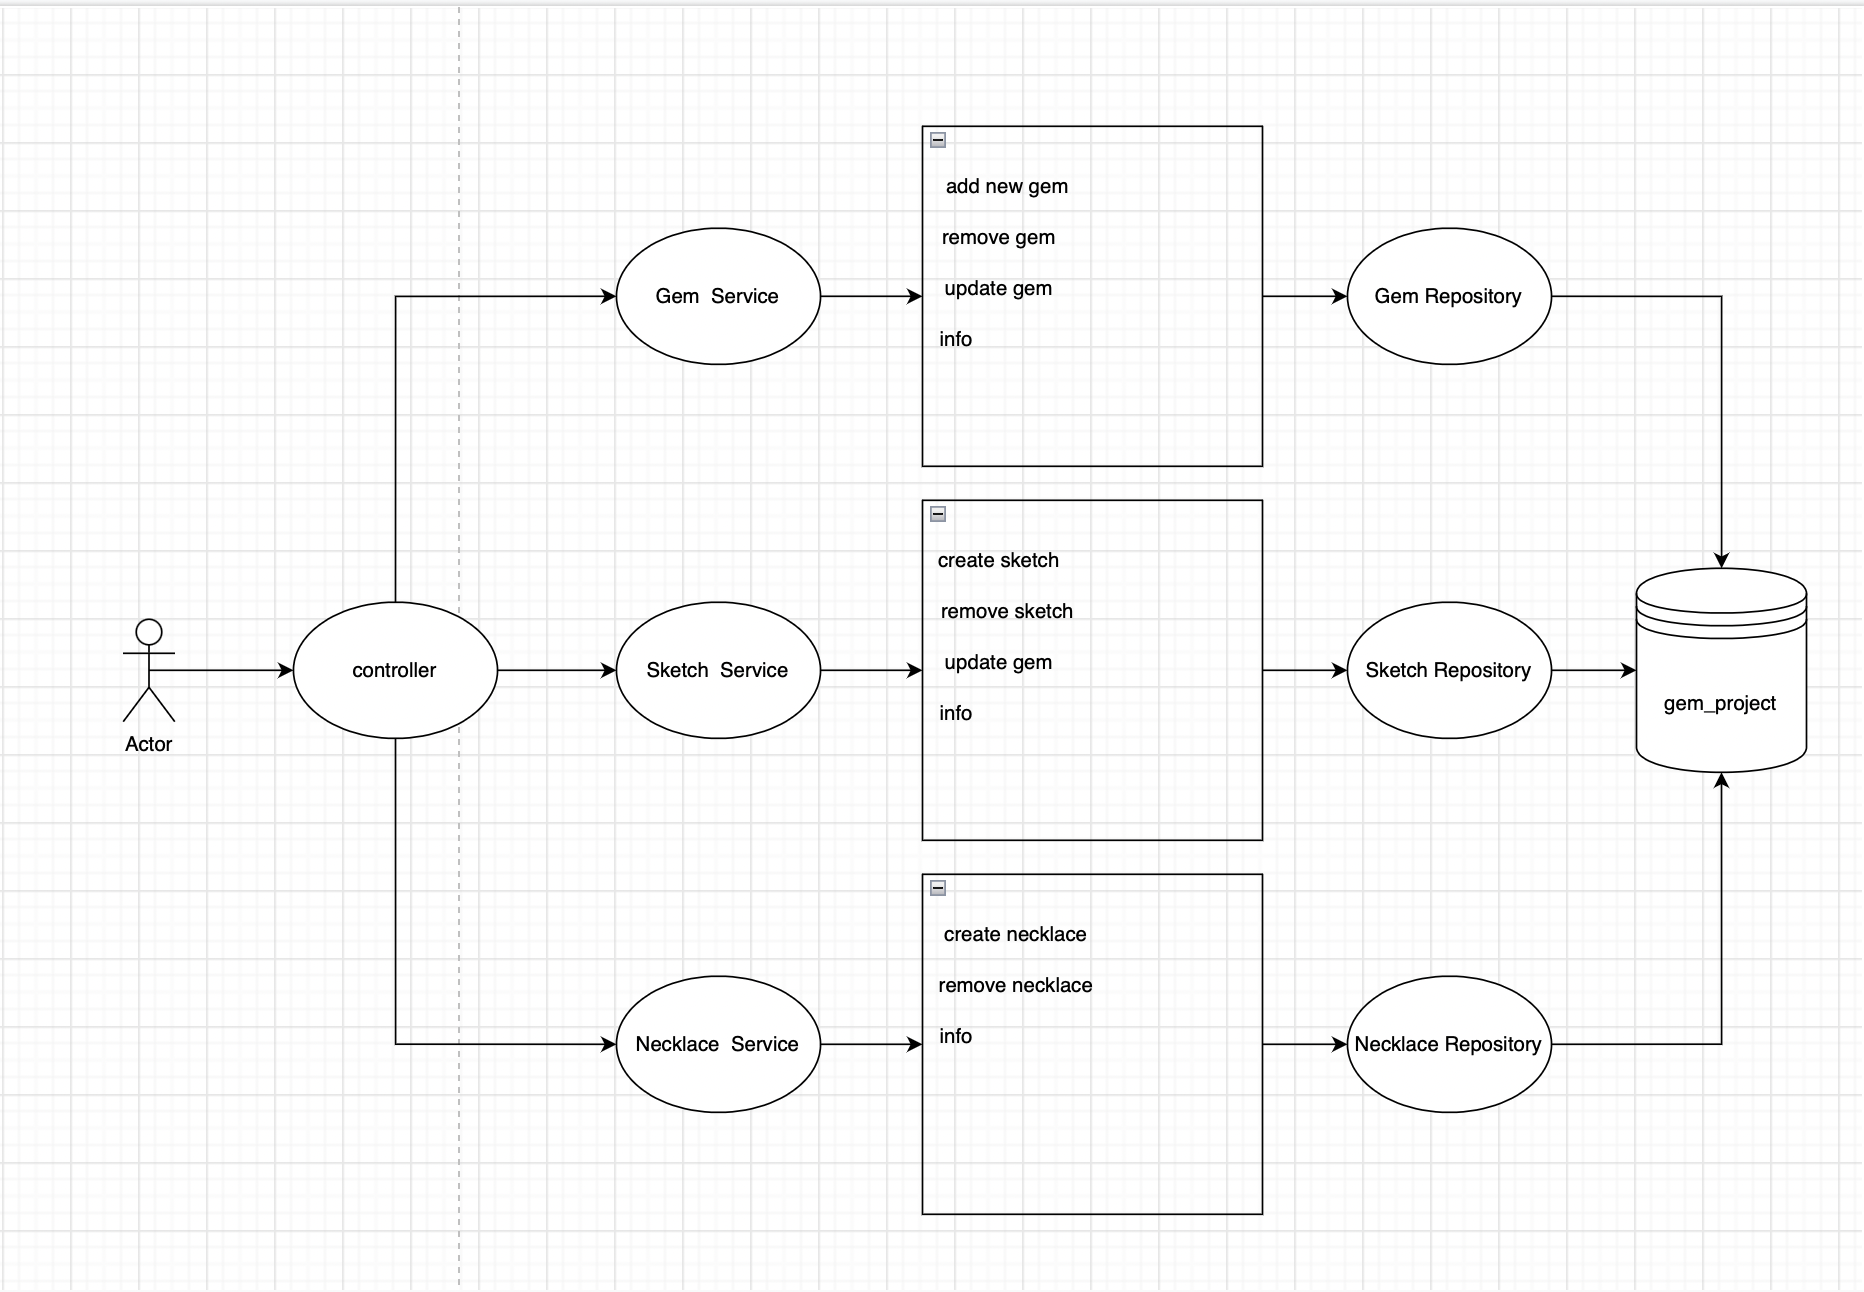 add new gem
remove gem
update gem
info
Gem  Service
Gem Repository
create sketch
remove sketch
update gem
info
Actor
controller
Sketch  Service
Sketch Repository
gem_project
create necklace
remove necklace
info
Necklace  Service
Necklace Repository